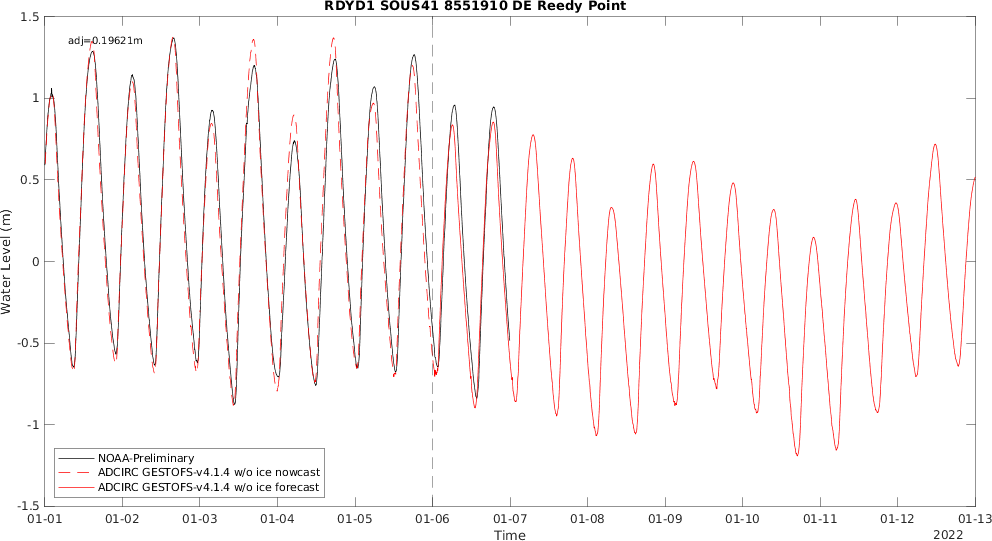 RDYD1 SOUS41 8551910 DE Reedy Point
adj=0.19621m
Water Level (m)
1.5
1
0.5
0
-0.5
-1
-1.5
NOAA-Preliminary
ADCIRC GESTOFS-v4.1.4 w/o ice nowcast
ADCIRC GESTOFS-v4.1.4 w/o ice forecast
01-01 01-02 01-03 01-04 01-05 01-06 01-07 01-08 01-09 01-10 01-11 01-12 01-13
Time
2022